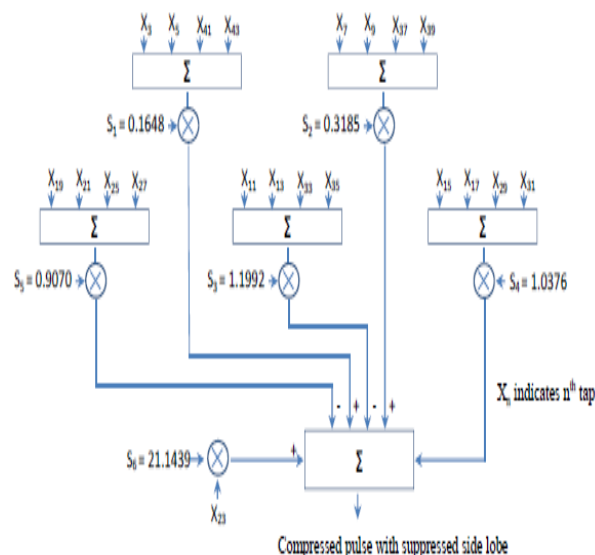 X₃ X₅ X₄₁ X₄₃
X₇ X₉ X₃₇ X₃₉
Σ
Σ
S₁ = 0.1648
S₂ = 0.3185
X₁₉ X₂₁ X₂₅ X₂₇
X₁₁ X₁₃ X₃₃ X₃₅
X₁₅ X₁₇ X₂₉ X₃₁
Σ
Σ
Σ
S₅ = 0.9070
S₃ = 1.1992
S₄ = 1.0376
Xₙ indicates nᵗʰ tap
- + - +
S₆ = 21.1439
+
Σ
X₂₃
Compressed pulse with suppressed side lobe